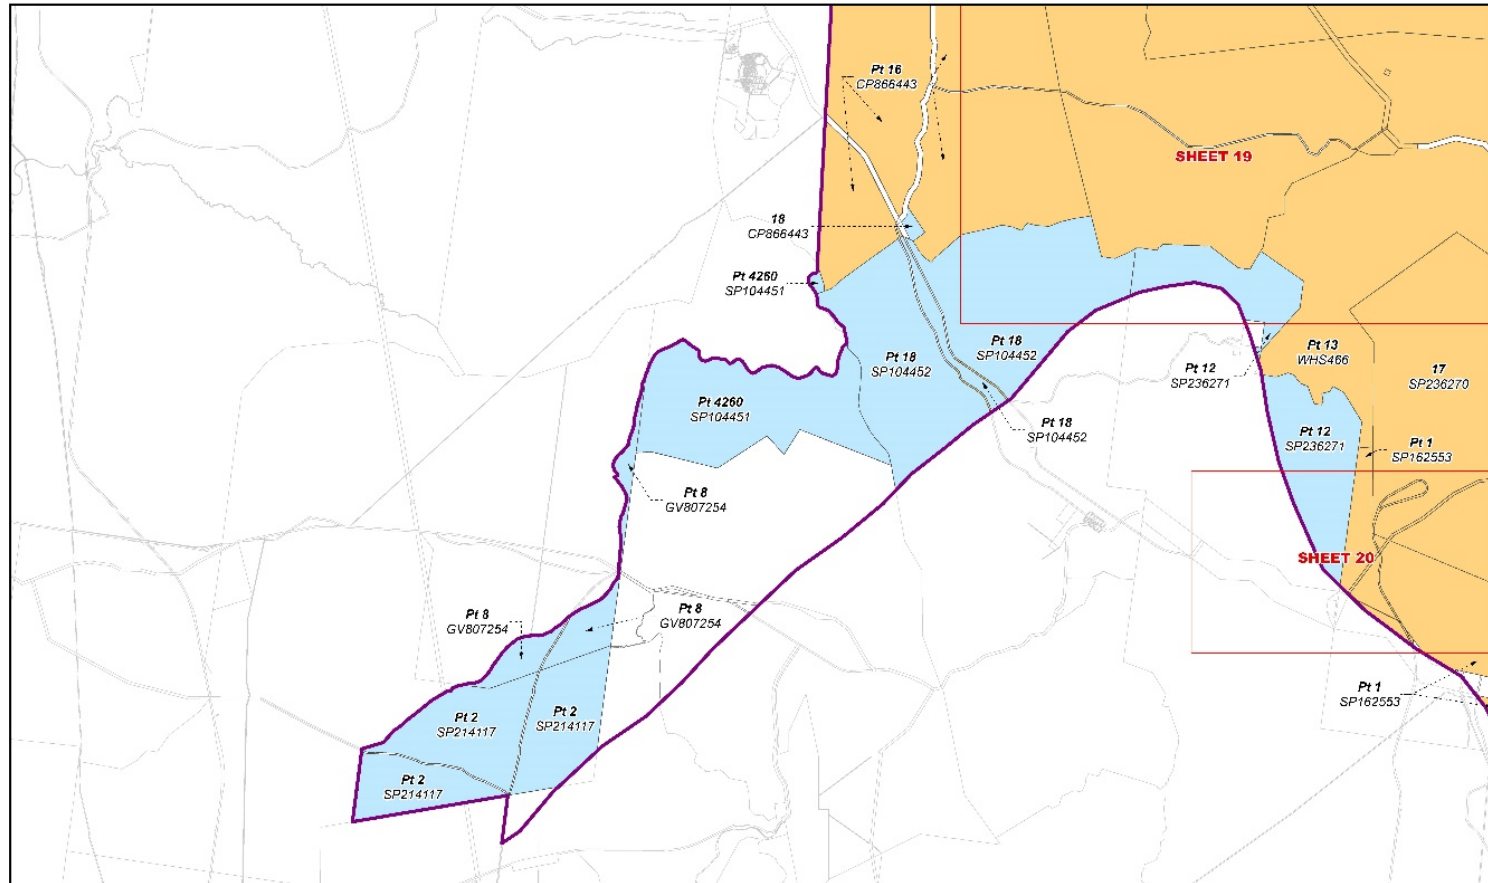 Pt 16
CP866443
SHEET 19
18
CP866443
Pt 4260
SP104451
Pt 18
SP104452
Pt 18
SP104452
Pt 13
WHS466
Pt 12
SP236271
17
SP236270
Pt 4260
SP104451
Pt 18
SP104452
Pt 12
SP236271
Pt 1
SP162553
Pt 8
GV807254
SHEET 20
Pt 8
GV807254
Pt 8
GV807254
Pt 1
SP162553
Pt 2
SP214117
Pt 2
SP214117
Pt 2
SP214117